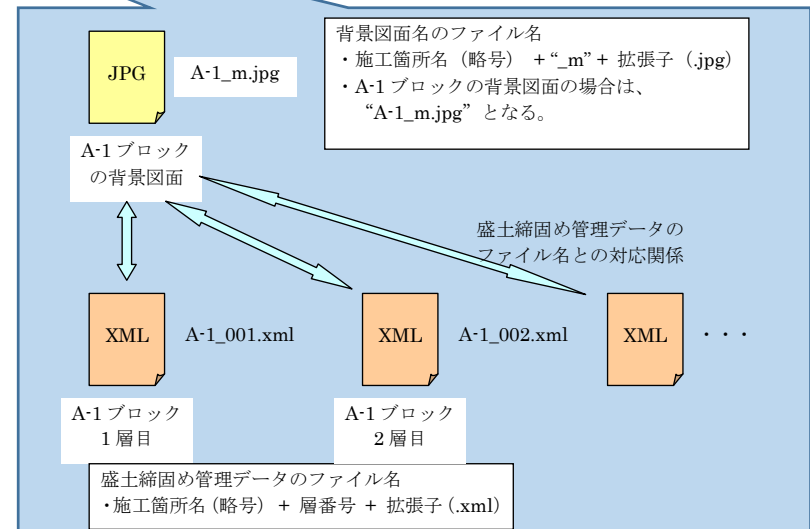 背景図面名のファイル名
・施工箇所名（略号） +“_m”+ 拡張子（.jpg）
・A-1 ブロックの背景図面の場合は、
“A-1_m.jpg”となる。
JPG
A-1_m.jpg
A-1 ブロック
の背景図面
盛土締固め管理データの
ファイル名との対応関係
XML
A-1_001.xml
XML
A-1_002.xml
XML
・・・
A-1 ブロック
1 層目
A-1 ブロック
2 層目
盛土締固め管理データのファイル名
・施工箇所名（略号） + 層番号 + 拡張子（.xml）